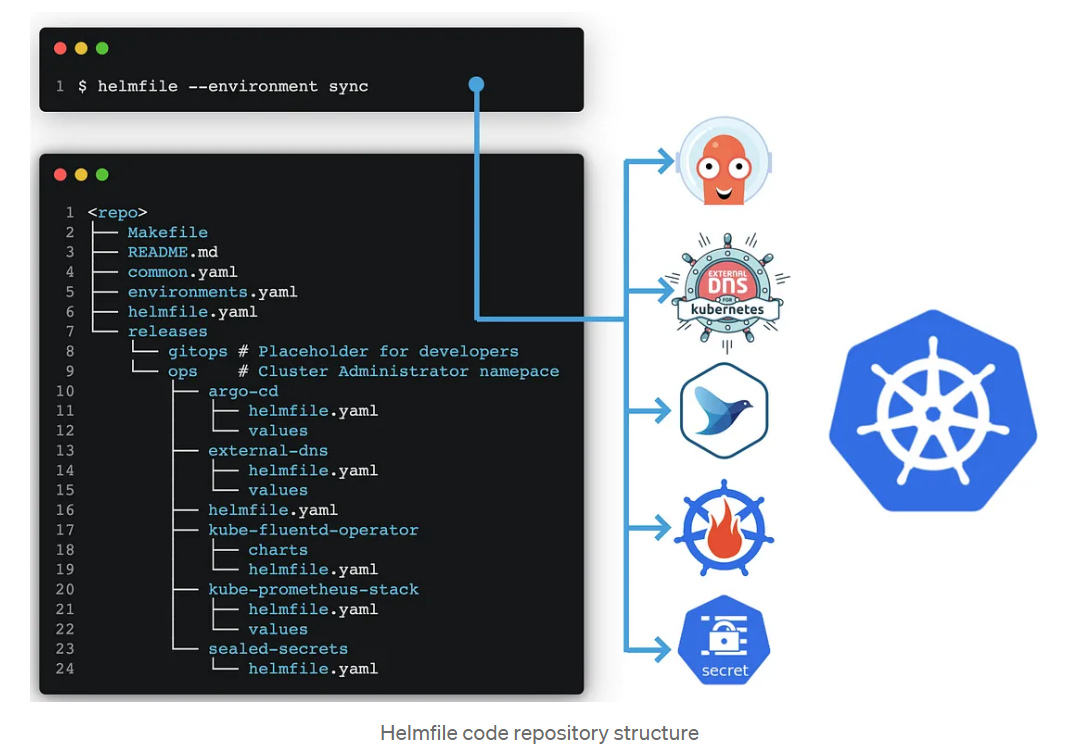 1 $ helmfile --environment sync
1 <repo>
2 Makefile
3 README.md
4 common.yaml
5 environments.yaml
6 helmfile.yaml
7 releases
8 gitops # Placeholder for developers
9 ops # Cluster Administrator namepace
10 argo-cd
11 helmfile.yaml
12 values
13 external-dns
14 helmfile.yaml
15 values
16 helmfile.yaml
17 kube-fluentd-operator
18 charts
19 helmfile.yaml
20 kube-prometheus-stack
21 helmfile.yaml
22 values
23 sealed-secrets
24 helmfile.yaml
EXTERNAL
DNS
FOR
kubernetes
secret
Helmfile code repository structure